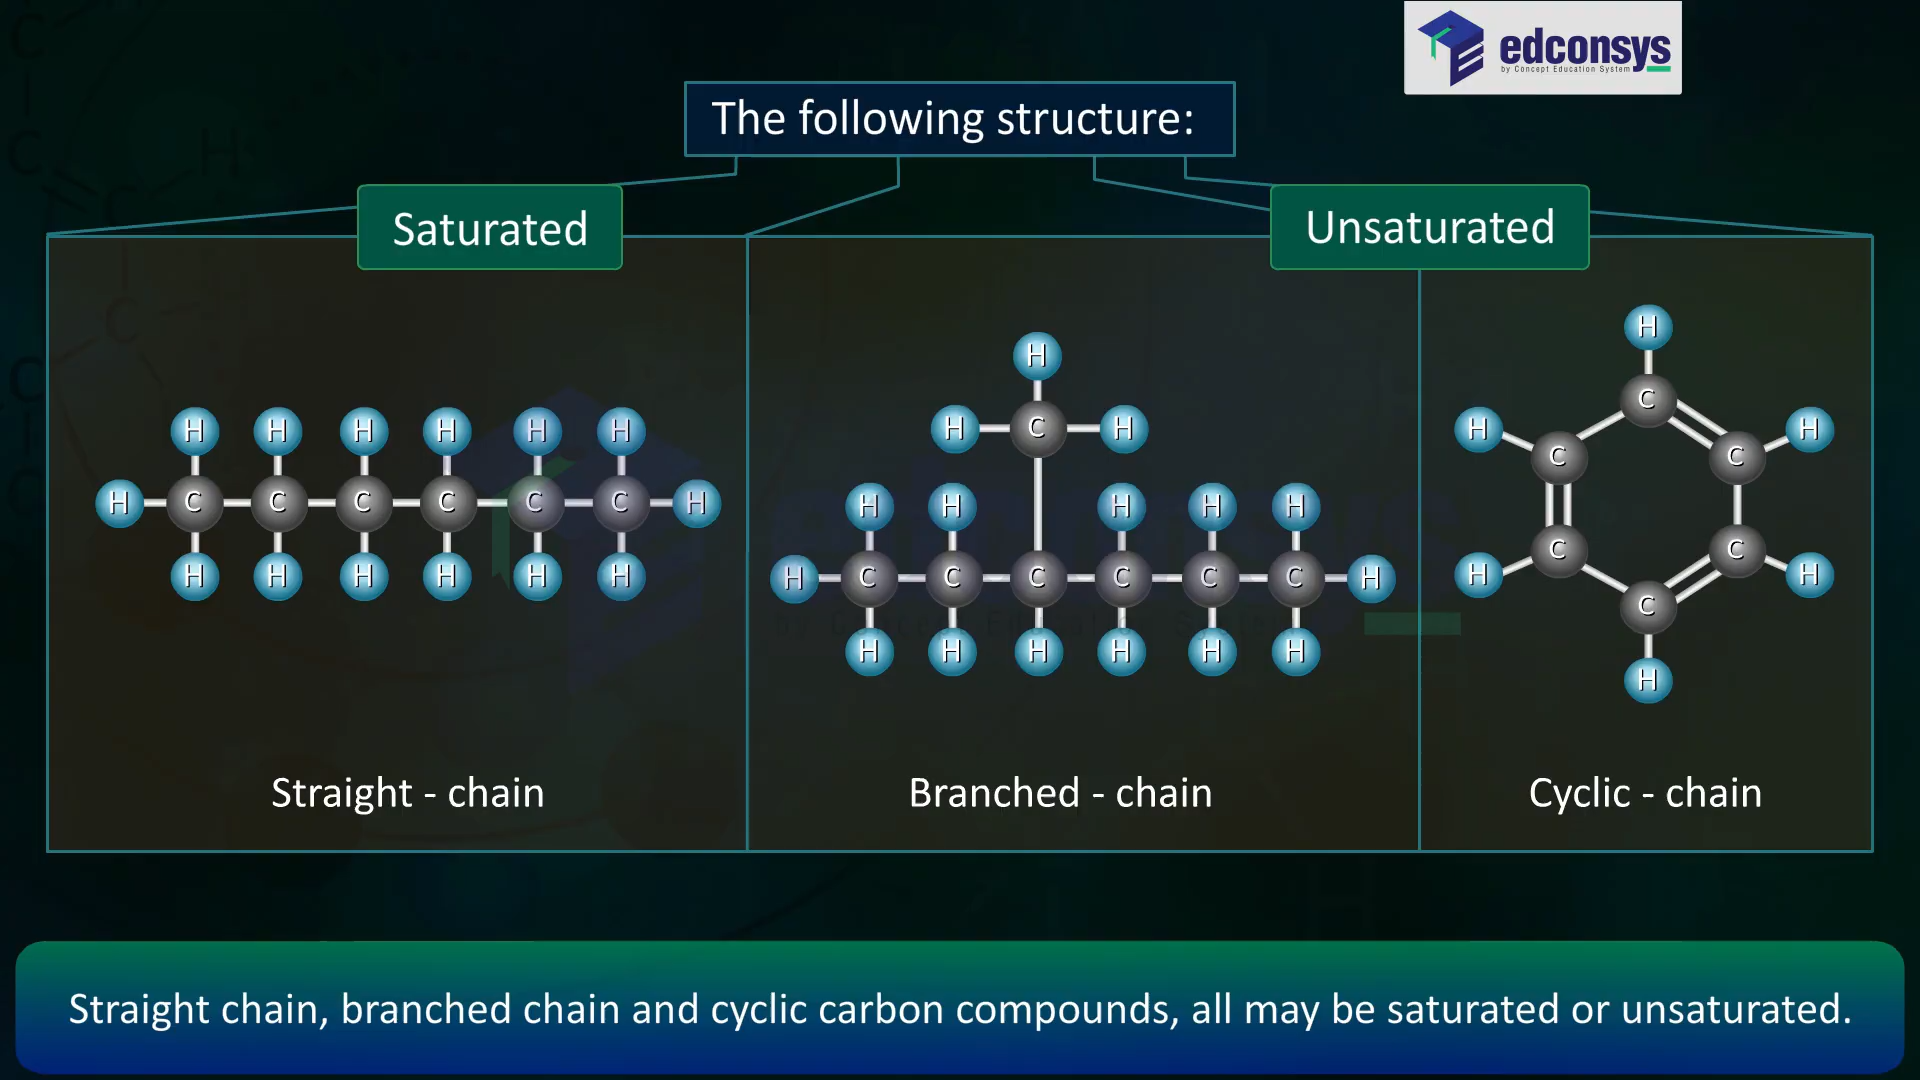 edconsys
by Concept Education System
The following structure:
Saturated
Unsaturated
H
H H
H C H C C H
H H H H H H H H H H H
H C C C C C C H H C C C C C C H H C C H
H H H H H H H H H H H H C
H
Straight - chain
Branched - chain
Cyclic - chain
Straight chain, branched chain and cyclic carbon compounds, all may be saturated or unsaturated.